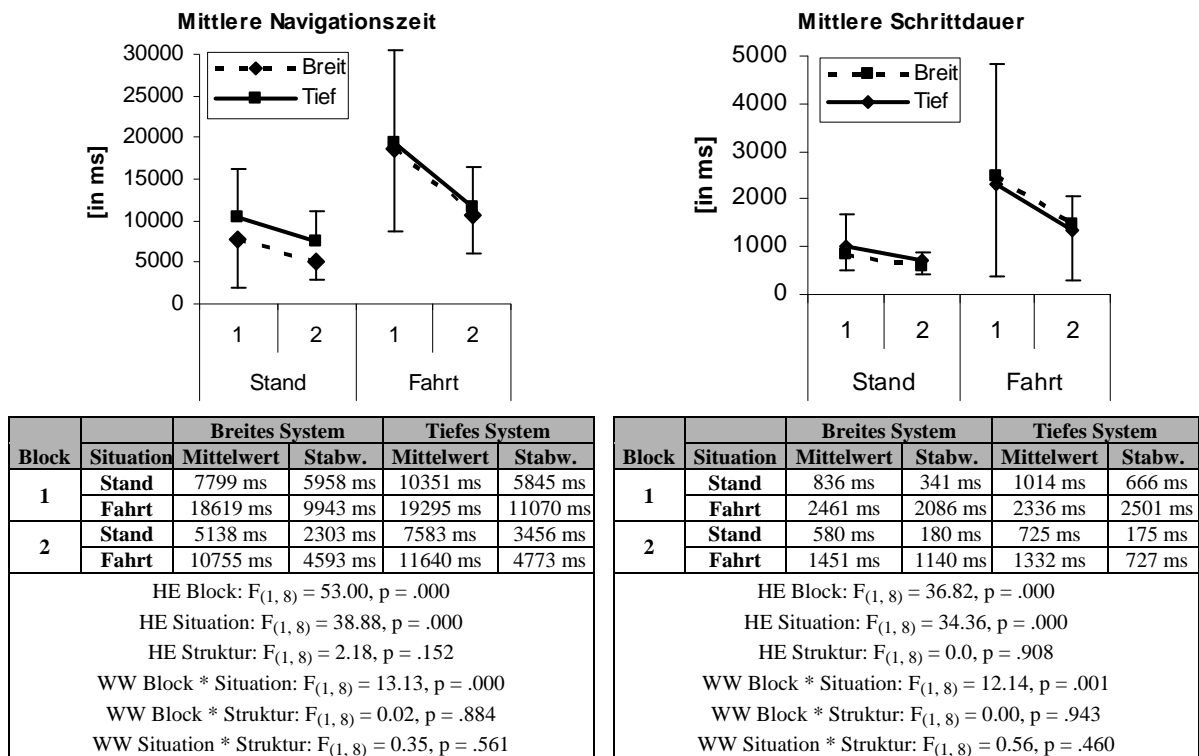 Mittlere Navigationszeit
30000
25000
20000
15000
10000
5000
0
[in ms]
Breit
Tief
1 2 1 2
Stand Fahrt
Mittlere Schrittdauer
5000
4000
3000
2000
1000
0
[in ms]
Breit
Tief
1 2 1 2
Stand Fahrt
Breites System Tiefes System
Block Situation Mittelwert Stabw. Mittelwert Stabw.
1 Stand 7799 ms 5958 ms 10351 ms 5845 ms
Fahrt 18619 ms 9943 ms 19295 ms 11070 ms
2 Stand 5138 ms 2303 ms 7583 ms 3456 ms
Fahrt 10755 ms 4593 ms 11640 ms 4773 ms
HE Block: F(1, 8) = 53.00, p = .000
HE Situation: F(1, 8) = 38.88, p = .000
HE Struktur: F(1, 8) = 2.18, p = .152
WW Block * Situation: F(1, 8) = 13.13, p = .000
WW Block * Struktur: F(1, 8) = 0.02, p = .884
WW Situation * Struktur: F(1, 8) = 0.35, p = .561
Breites System Tiefes System
Block Situation Mittelwert Stabw. Mittelwert Stabw.
1 Stand 836 ms 341 ms 1014 ms 666 ms
Fahrt 2461 ms 2086 ms 2336 ms 2501 ms
2 Stand 580 ms 180 ms 725 ms 175 ms
Fahrt 1451 ms 1140 ms 1332 ms 727 ms
HE Block: F(1, 8) = 36.82, p = .000
HE Situation: F(1, 8) = 34.36, p = .000
HE Struktur: F(1, 8) = 0.0, p = .908
WW Block * Situation: F(1, 8) = 12.14, p = .001
WW Block * Struktur: F(1, 8) = 0.00, p = .943
WW Situation * Struktur: F(1, 8) = 0.56, p = .460